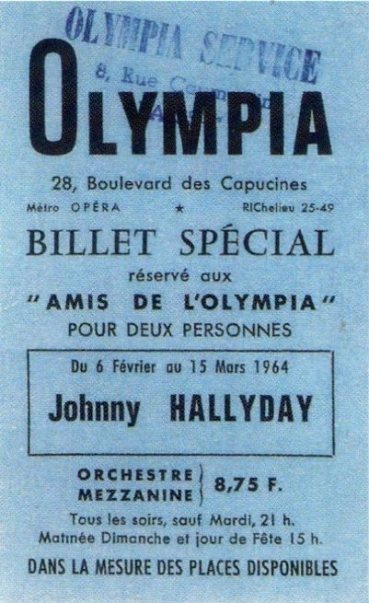 OLYMPIA SERVICE
8, Rue
OLYMPIA
28, Boulevard des Capucines
Métro OPÉRA ★ RIChelieu 25-49
BILLET SPÉCIAL
réservé aux
"AMIS DE L'OLYMPIA"
POUR DEUX PERSONNES
Du 6 Février au 15 Mars 1964
Johnny HALLYDAY
ORCHESTRE
MEZZANINE } 8,75 F.
Tous les soirs, sauf Mardi, 21 h.
Matinée Dimanche et jour de Fête 15 h.
DANS LA MESURE DES PLACES DISPONIBLES